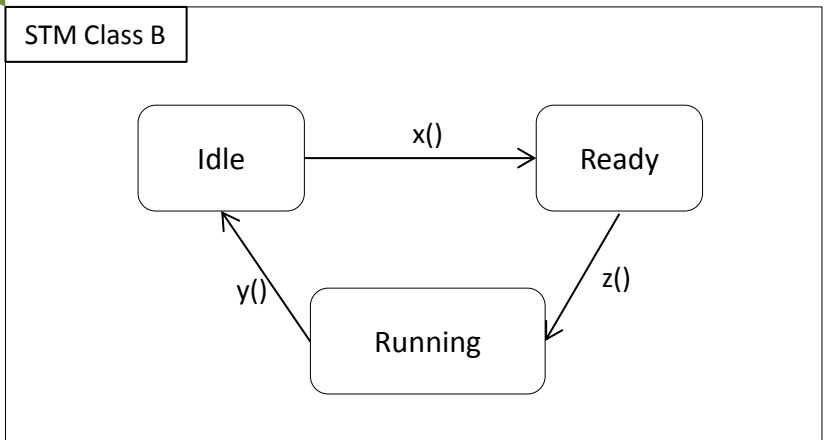 STM Class B
Idle
x()
Ready
y()
z()
Running